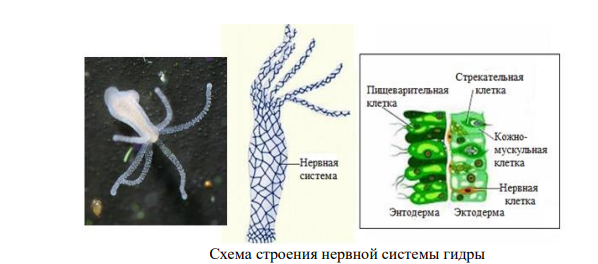 Нервная
система
Стрекательная
клетка
Пищеварительная
клетка
Кожно-
мускульная
клетка
Нервная
клетка
Энтодерма
Эктодерма
Схема строения нервной системы гидры